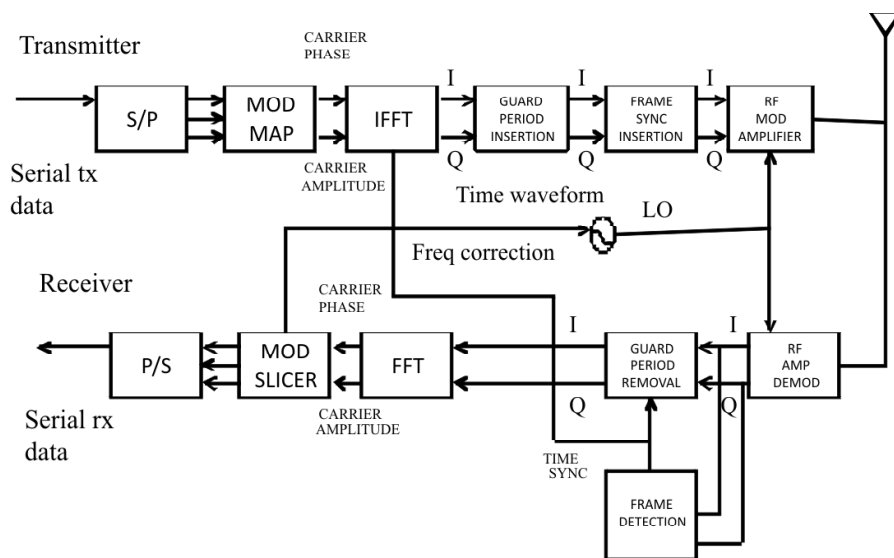 Transmitter
CARRIER
PHASE
S/P
MOD
MAP
IFFT
I
GUARD
PERIOD
INSERTION
I
FRAME
SYNC
INSERTION
I
RF
MOD
AMPLIFIER
Serial tx
data
CARRIER
AMPLITUDE
Q
Q
Q
Time waveform
LO
Freq correction
Receiver
CARRIER
PHASE
P/S
MOD
SLICER
FFT
I
GUARD
PERIOD
REMOVAL
I
RF
AMP
DEMOD
Serial rx
data
CARRIER
AMPLITUDE
Q
Q
TIME
SYNC
FRAME
DETECTION